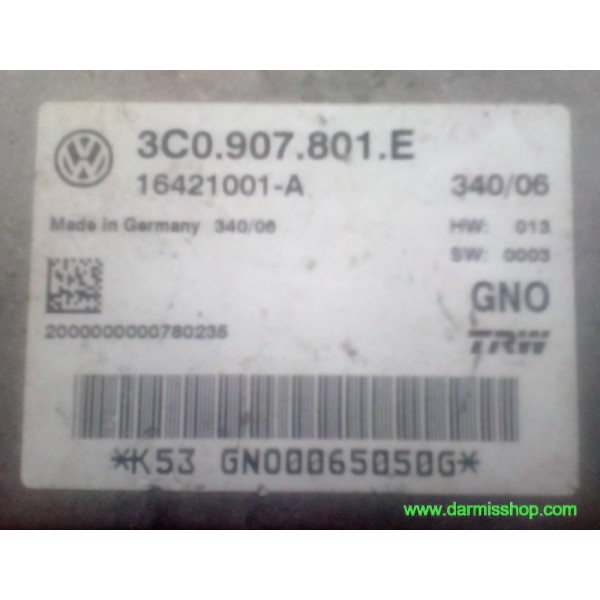 3C0.907.801.E
16421001-A 340/06
Made in Germany 340/06 HW: 013
SW: 0003
GNO
2000000000780235
TRW
*K53 GNO0065050G*
www.darmisshop.com